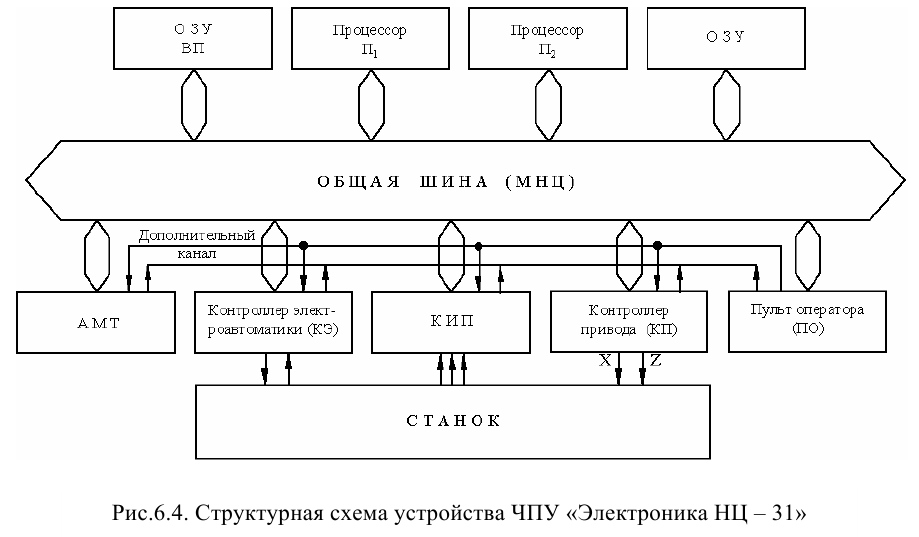 О З У
ВП
Процессор
П1
Процессор
П2
О З У
О Б Щ А Я Ш И Н А ( М Н Ц )
Дополнительный
канал
А М Т
Контроллер элект-
роавтоматики (КЭ)
К И П
Контроллер
привода (КП)
Пульт оператора
(ПО)
X
Z
С Т А Н О К
Рис.6.4. Структурная схема устройства ЧПУ «Электроника НЦ – 31»